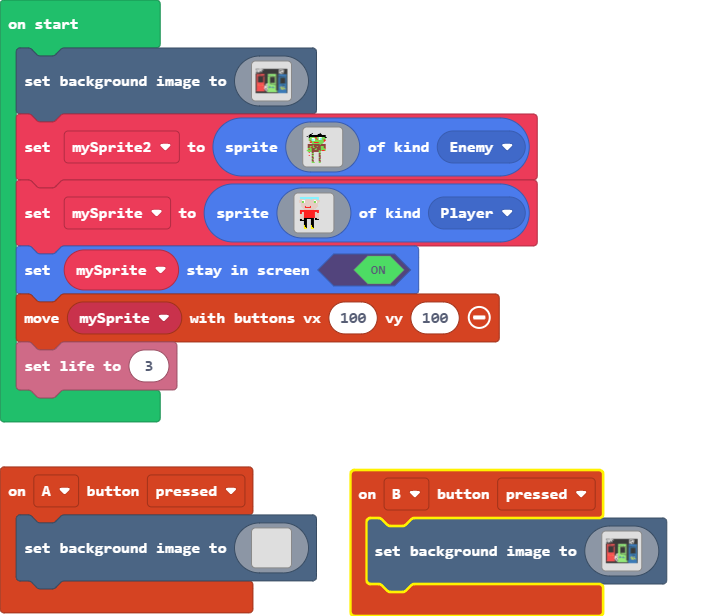 on start
set background image to
set mySprite2 to sprite of kind Enemy
set mySprite to sprite of kind Player
set mySprite stay in screen ON
move mySprite with buttons vx 100 vy 100
set life to 3
on A button pressed
set background image to
on B button pressed
set background image to